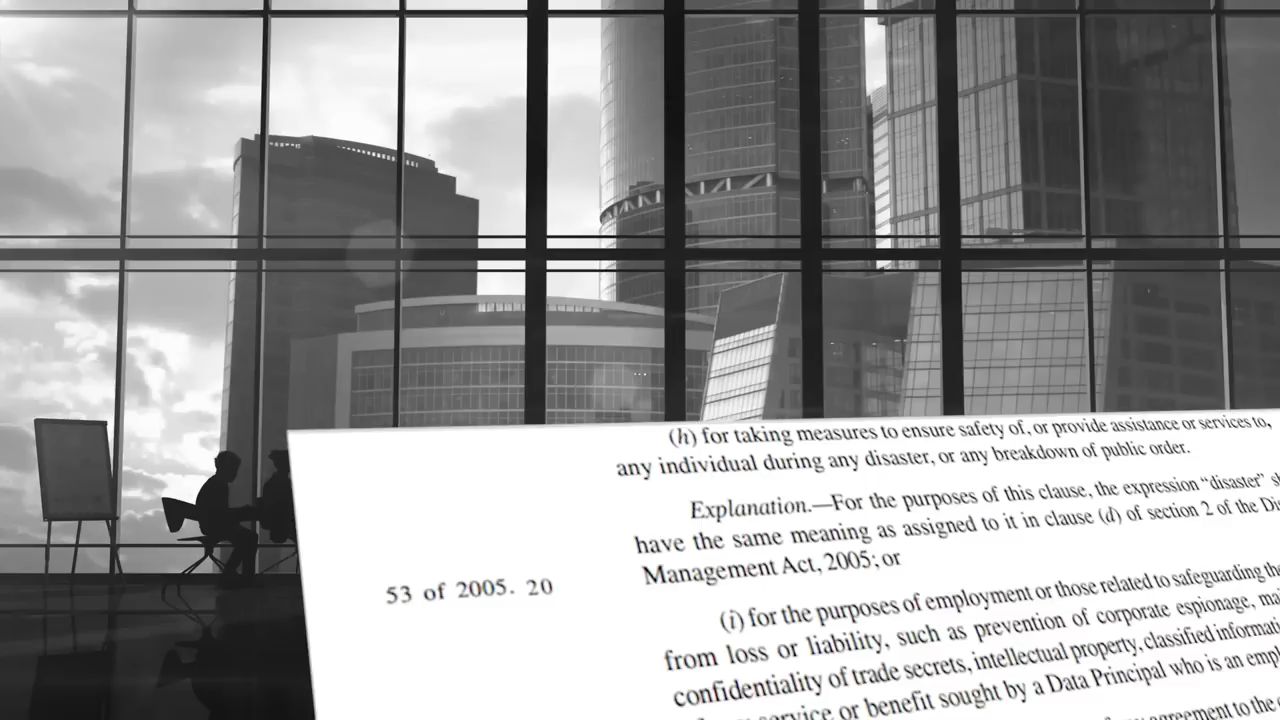 (h) for taking measures to ensure safety of, or provide assistance or services to,
any individual during any disaster, or any breakdown of public order.
Explanation.—For the purposes of this clause, the expression “disaster”
have the same meaning as assigned to it in clause (d) of section 2 of the
Management Act, 2005; or
53 of 2005. 20
(i) for the purposes of employment or those related to safeguarding the
from loss or liability, such as prevention of corporate espionage,
confidentiality of trade secrets, intellectual property, classified
service or benefit sought by a Data Principal who is an
agreement to the